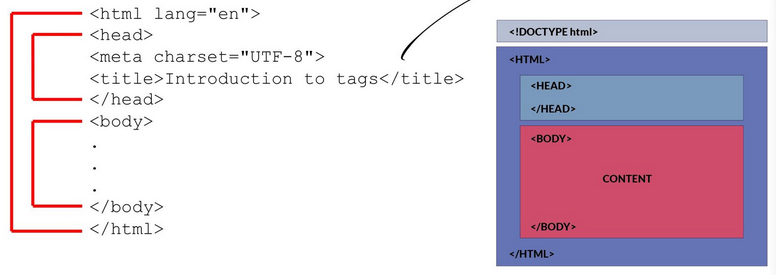 <html lang="en">
<head>
<meta charset="UTF-8">
<title>Introduction to tags</title>
</head>
<body>
.
.
.
</body>
</html>
<!DOCTYPE html>
<HTML>
<HEAD>
</HEAD>
<BODY>
CONTENT
</BODY>
</HTML>